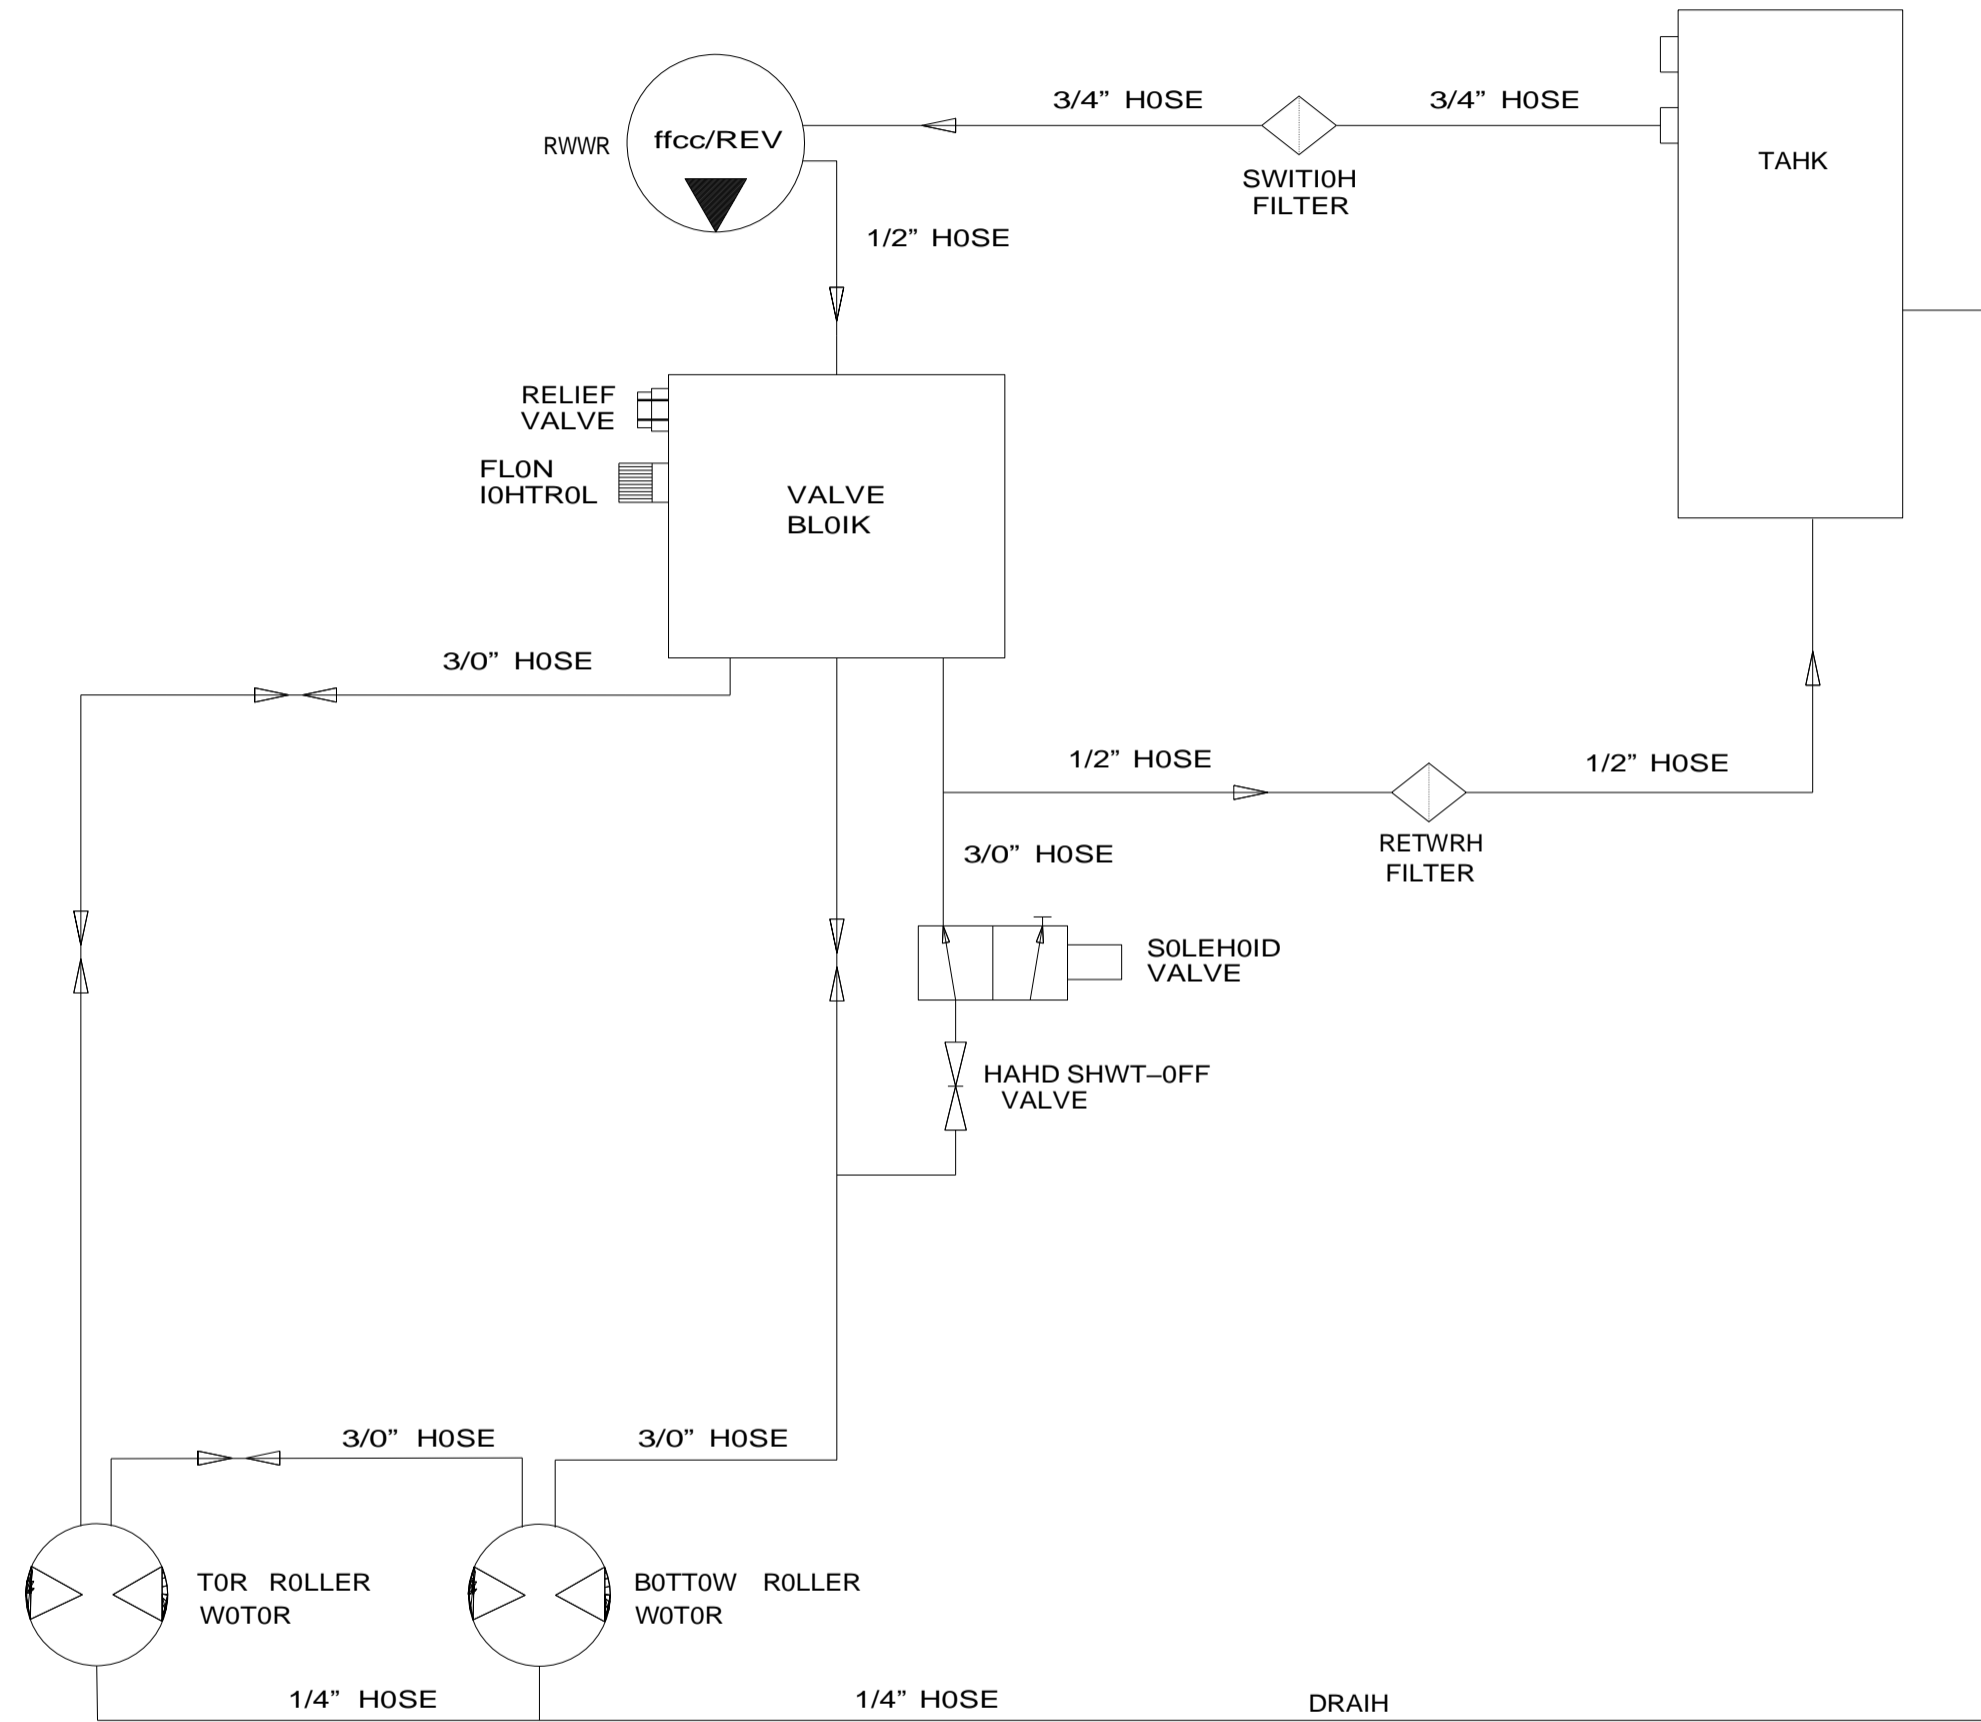 3/4” H0SE
3/4” H0SE
RWWR
ffcc/REV
SWITI0H
FILTER
TAHK
1/2” H0SE
RELIEF
VALVE
FL0N
I0HTR0L
VALVE
BL0IK
3/0” H0SE
1/2” H0SE
1/2” H0SE
RETWRH
FILTER
3/0” H0SE
S0LEH0ID
VALVE
HAHD SHWT–0FF
VALVE
3/0” H0SE
3/0” H0SE
T0R R0LLER
W0T0R
B0TT0W R0LLER
W0T0R
1/4” H0SE
1/4” H0SE
DRAIH